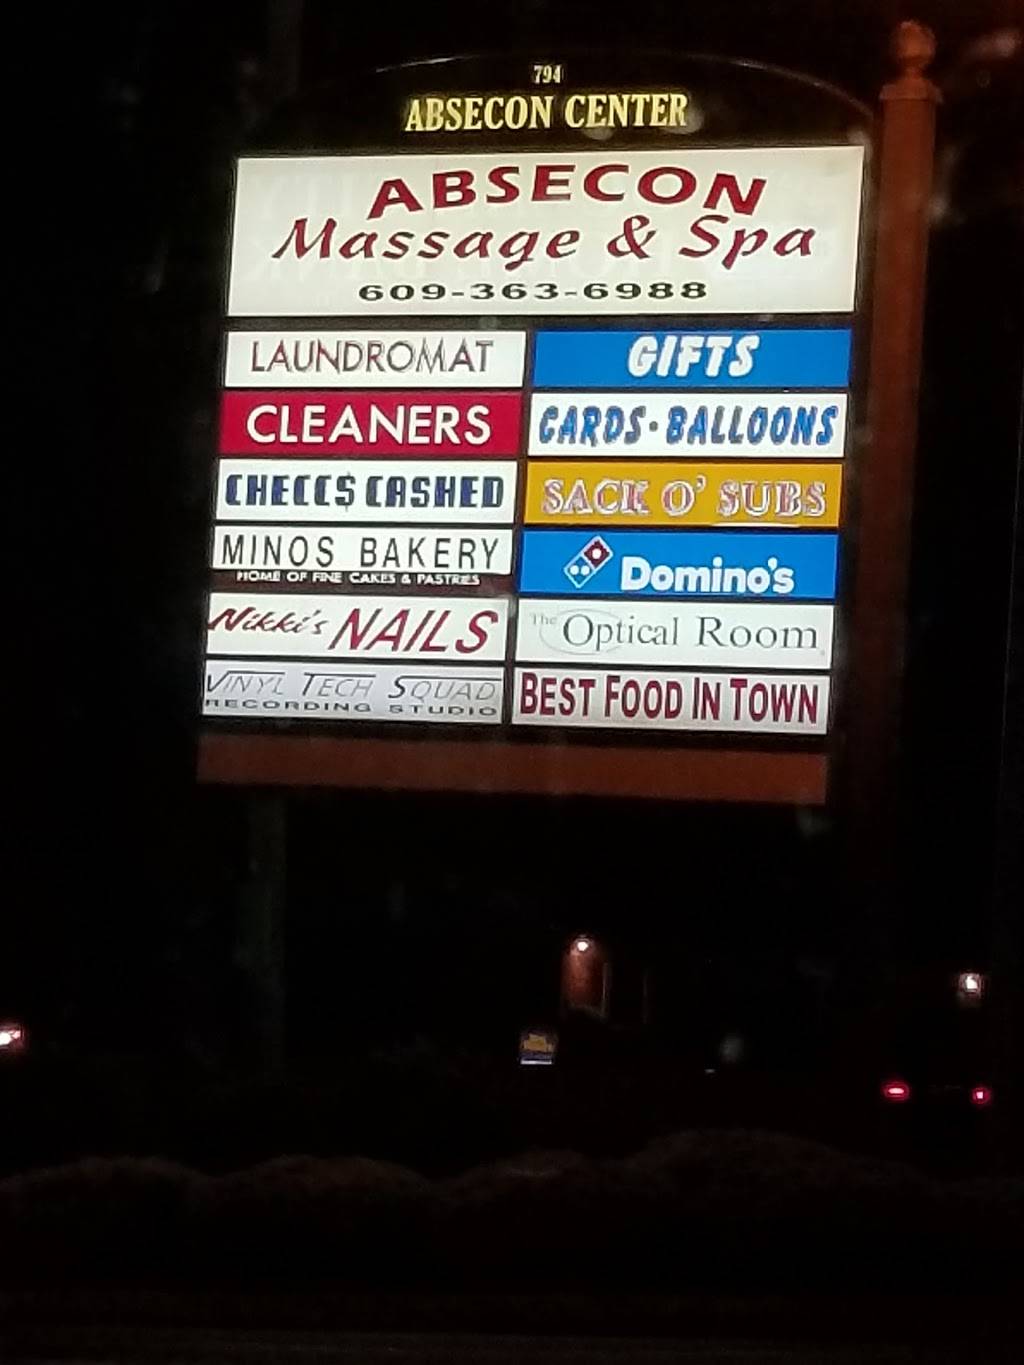 794
ABSECON CENTER
ABSECON
Massage & Spa
609-363-6988
LAUNDROMAT
GIFTS
CLEANERS
CARDS·BALLOONS
CHECC$ CASHED
SACK O' SUBS
MINOS BAKERY
HOME OF FINE CAKES & PASTRIES
Domino's
Nikki's NAILS
The Optical Room
VINYL TECH SQUAD
RECORDING STUDIO
BEST FOOD IN TOWN